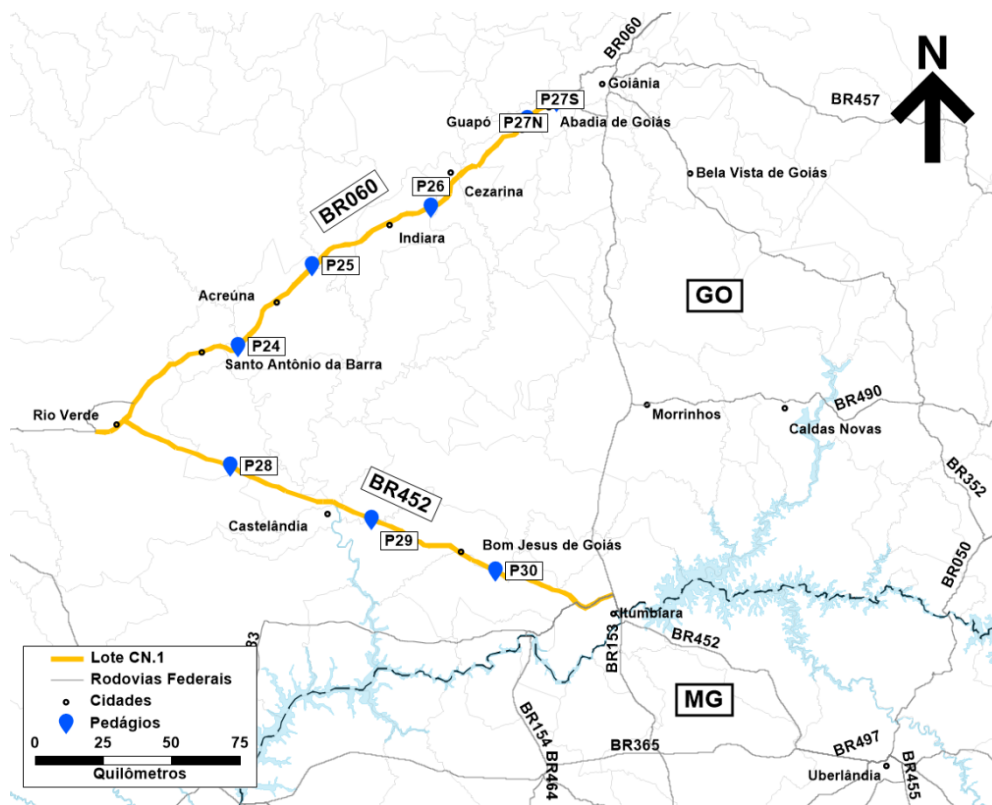 BR060
N
Goiânia
P27S
BR457
Guapó
P27N
Abadia de Goiás
Bela Vista de Goiás
P26
Cezarina
BR060
Indiara
P25
GO
Acreúna
P24
Santo Antônio da Barra
Rio Verde
Morrinhos
BR490
Caldas Novas
P28
BR452
BR352
Castelândia
P29
Bom Jesus de Goiás
P30
BR050
Itumbiara
BR153
BR452
MG
Lote CN.1
Rodovias Federais
Cidades
Pedágios
0 25 50 75
Quilômetros
BR154
BR464
BR365
BR497
Uberlândia
BR455